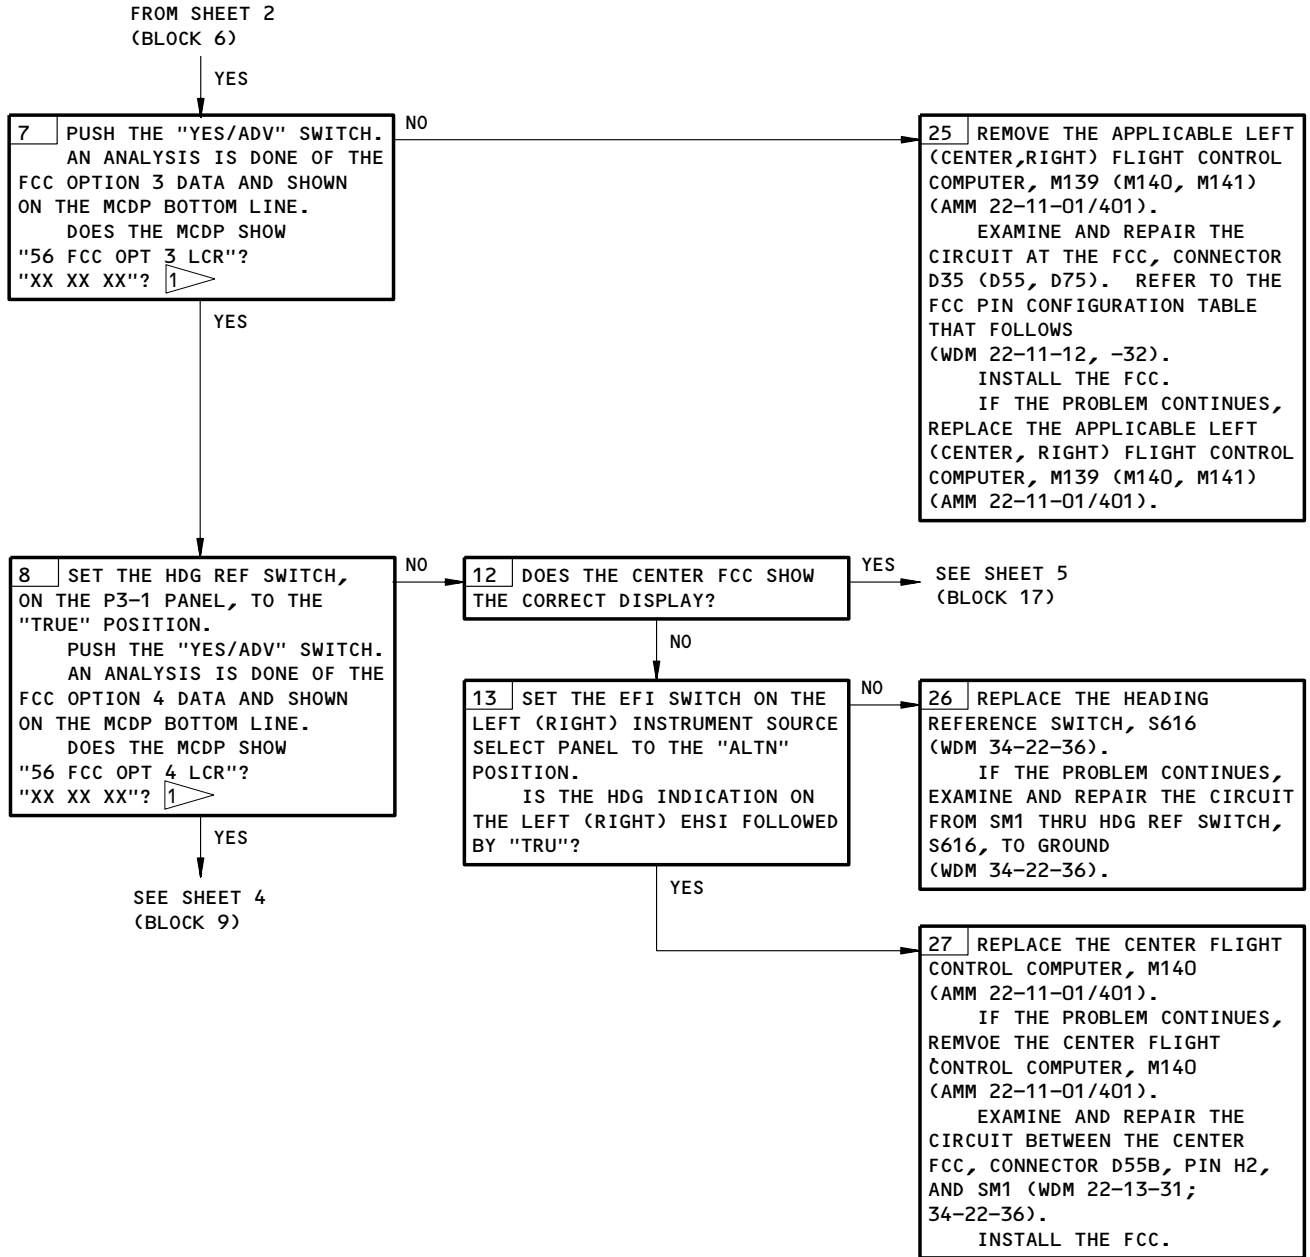 FROM SHEET 2
(BLOCK 6)
YES
7 PUSH THE "YES/ADV" SWITCH.
AN ANALYSIS IS DONE OF THE
FCC OPTION 3 DATA AND SHOWN
ON THE MCDP BOTTOM LINE.
DOES THE MCDP SHOW
"56 FCC OPT 3 LCR"?
"XX XX XX"? 1
NO
YES
25 REMOVE THE APPLICABLE LEFT
(CENTER,RIGHT) FLIGHT CONTROL
COMPUTER, M139 (M140, M141)
(AMM 22-11-01/401).
EXAMINE AND REPAIR THE
CIRCUIT AT THE FCC, CONNECTOR
D35 (D55, D75). REFER TO THE
FCC PIN CONFIGURATION TABLE
THAT FOLLOWS
(WDM 22-11-12, -32).
INSTALL THE FCC.
IF THE PROBLEM CONTINUES,
REPLACE THE APPLICABLE LEFT
(CENTER, RIGHT) FLIGHT CONTROL
COMPUTER, M139 (M140, M141)
(AMM 22-11-01/401).
8 SET THE HDG REF SWITCH,
ON THE P3-1 PANEL, TO THE
"TRUE" POSITION.
PUSH THE "YES/ADV" SWITCH.
AN ANALYSIS IS DONE OF THE
FCC OPTION 4 DATA AND SHOWN
ON THE MCDP BOTTOM LINE.
DOES THE MCDP SHOW
"56 FCC OPT 4 LCR"?
"XX XX XX"? 1
NO
YES
SEE SHEET 4
(BLOCK 9)
12 DOES THE CENTER FCC SHOW
THE CORRECT DISPLAY?
YES
SEE SHEET 5
(BLOCK 17)
NO
13 SET THE EFI SWITCH ON THE
LEFT (RIGHT) INSTRUMENT SOURCE
SELECT PANEL TO THE "ALTN"
POSITION.
IS THE HDG INDICATION ON
THE LEFT (RIGHT) EHSI FOLLOWED
BY "TRU"?
NO
YES
26 REPLACE THE HEADING
REFERENCE SWITCH, S616
(WDM 34-22-36).
IF THE PROBLEM CONTINUES,
EXAMINE AND REPAIR THE CIRCUIT
FROM SM1 THRU HDG REF SWITCH,
S616, TO GROUND
(WDM 34-22-36).
27 REPLACE THE CENTER FLIGHT
CONTROL COMPUTER, M140
(AMM 22-11-01/401).
IF THE PROBLEM CONTINUES,
REMVOE THE CENTER FLIGHT
CONTROL COMPUTER, M140
(AMM 22-11-01/401).
EXAMINE AND REPAIR THE
CIRCUIT BETWEEN THE CENTER
FCC, CONNECTOR D55B, PIN H2,
AND SM1 (WDM 22-13-31;
34-22-36).
INSTALL THE FCC.